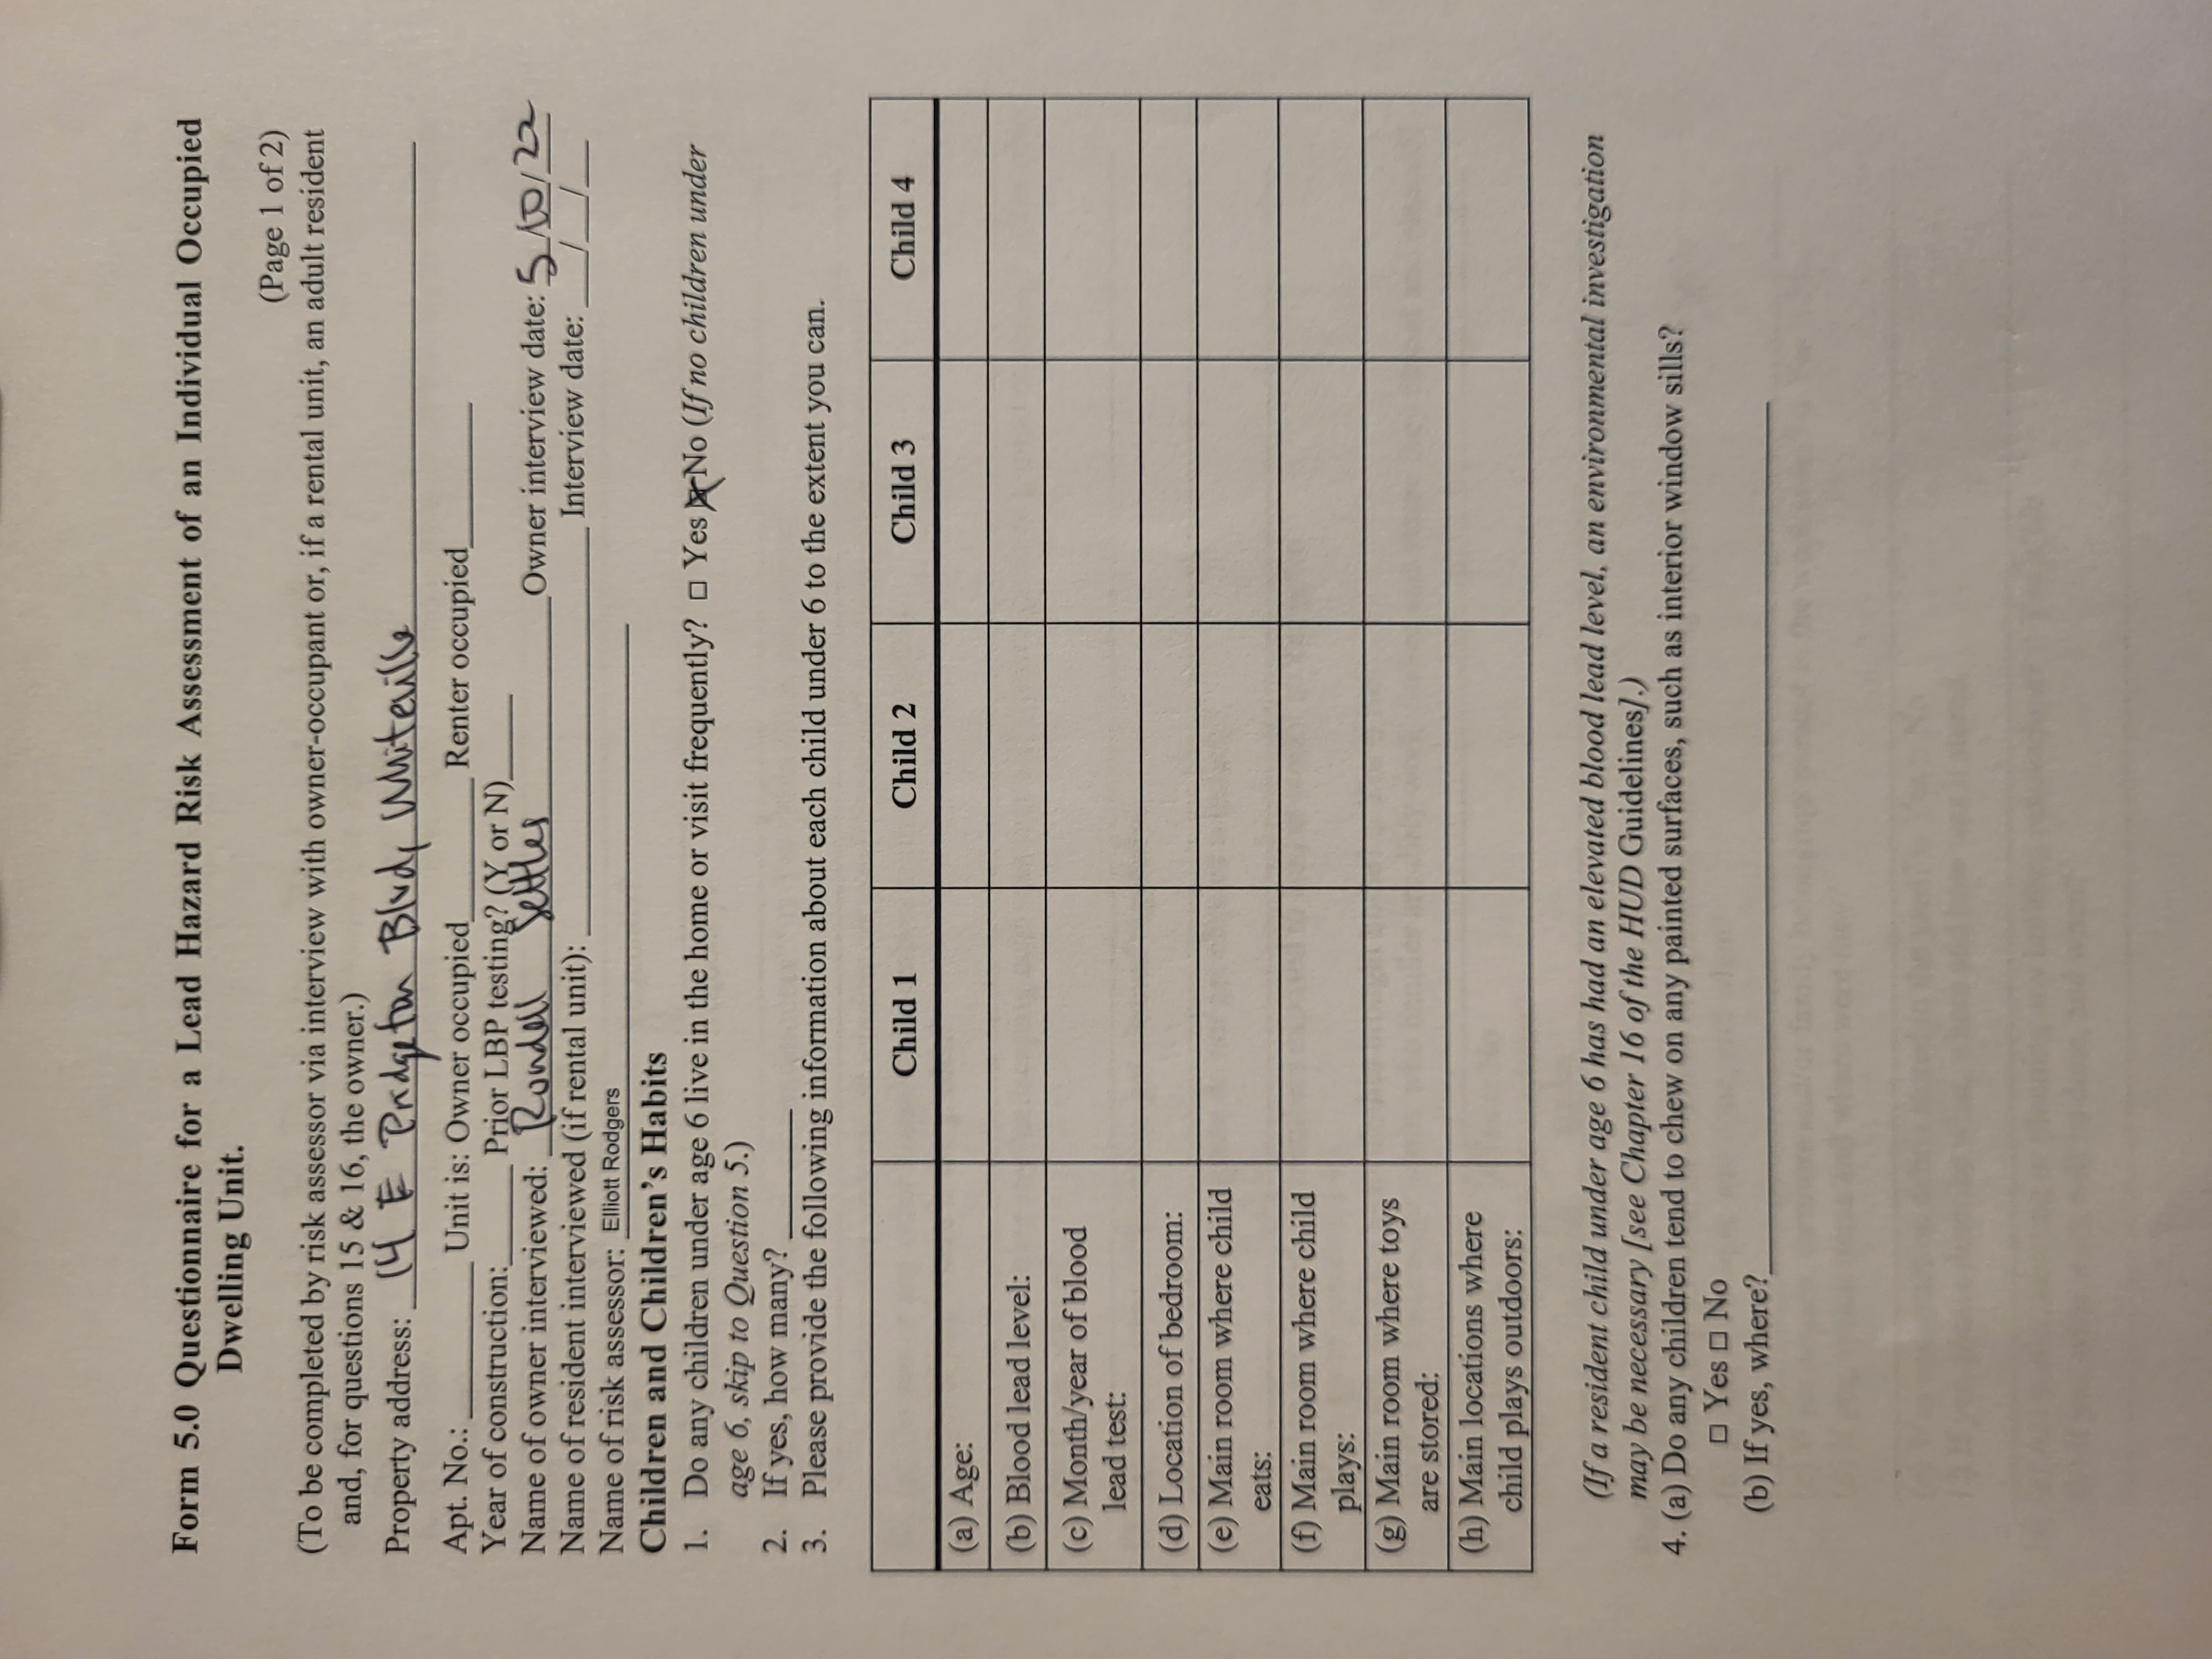 Form 5.0 Questionnaire for a Lead Hazard Risk Assessment of an Individual Occupied
Dwelling Unit.
(Page 1 of 2)
(To be completed by risk assessor via interview with owner-occupant or, if a rental unit, an adult resident
and, for questions 15 & 16, the owner.)
Property address: 14 E Pridgeton Blvd, Whiteville
Apt. No.: ______ Unit is: Owner occupied ______ Renter occupied ______
Year of construction: ______ Prior LBP testing? (Y or N) ____
Name of owner interviewed: Settles Owner interview date: 5/10/22
Name of resident interviewed (if rental unit): ______ Interview date: __/__/__
Name of risk assessor: Elliott Rodgers
Children and Children's Habits
1. Do any children under age 6 live in the home or visit frequently? □ Yes ☒ No (If no children under
age 6, skip to Question 5.)
2. If yes, how many? ______
3. Please provide the following information about each child under 6 to the extent you can.
Child 1 Child 2 Child 3 Child 4
(a) Age:
(b) Blood lead level:
(c) Month/year of blood
lead test:
(d) Location of bedroom:
(e) Main room where child
eats:
(f) Main room where child
plays:
(g) Main room where toys
are stored:
(h) Main locations where
child plays outdoors:
(If a resident child under age 6 has had an elevated blood lead level, an environmental investigation
may be necessary [see Chapter 16 of the HUD Guidelines].)
4. (a) Do any children tend to chew on any painted surfaces, such as interior window sills?
□ Yes □ No
(b) If yes, where? ______